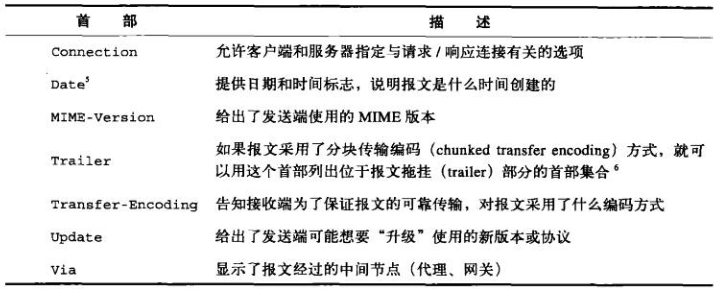 首 部 描 述
Connection 允许客户端和服务器指定与请求/响应连接有关的选项
Date⁵ 提供日期和时间标志，说明报文是什么时间创建的
MIME-Version 给出了发送端使用的 MIME 版本
Trailer 如果报文采用了分块传输编码（chunked transfer encoding）方式，就可
以用这个首部列出位于报文拖挂（trailer）部分的首部集合⁶
Transfer-Encoding 告知接收端为了保证报文的可靠传输，对报文采用了什么编码方式
Update 给出了发送端可能想要“升级”使用的新版本或协议
Via 显示了报文经过的中间节点（代理、网关）